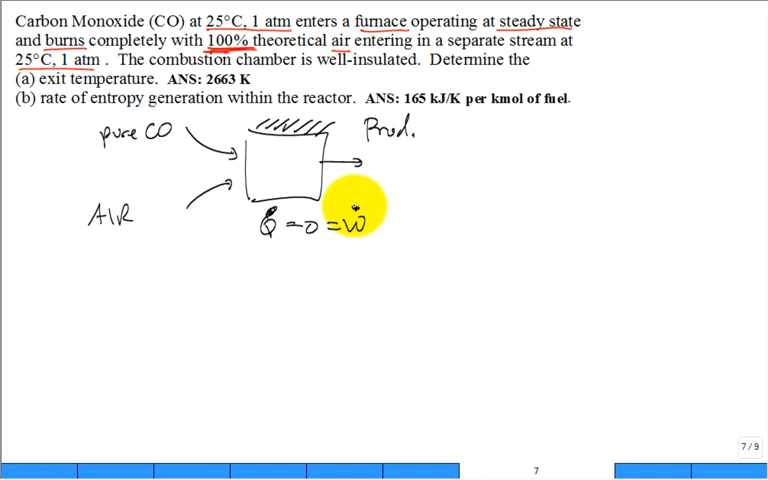 Carbon Monoxide (CO) at 25°C, 1 atm enters a furnace operating at steady state
and burns completely with 100% theoretical air entering in a separate stream at
25°C, 1 atm . The combustion chamber is well-insulated. Determine the
(a) exit temperature. ANS: 2663 K
(b) rate of entropy generation within the reactor. ANS: 165 kJ/K per kmol of fuel.
pure CO
Prod.
AIR
Q̇ = 0 = Ẇ
7 / 9
7